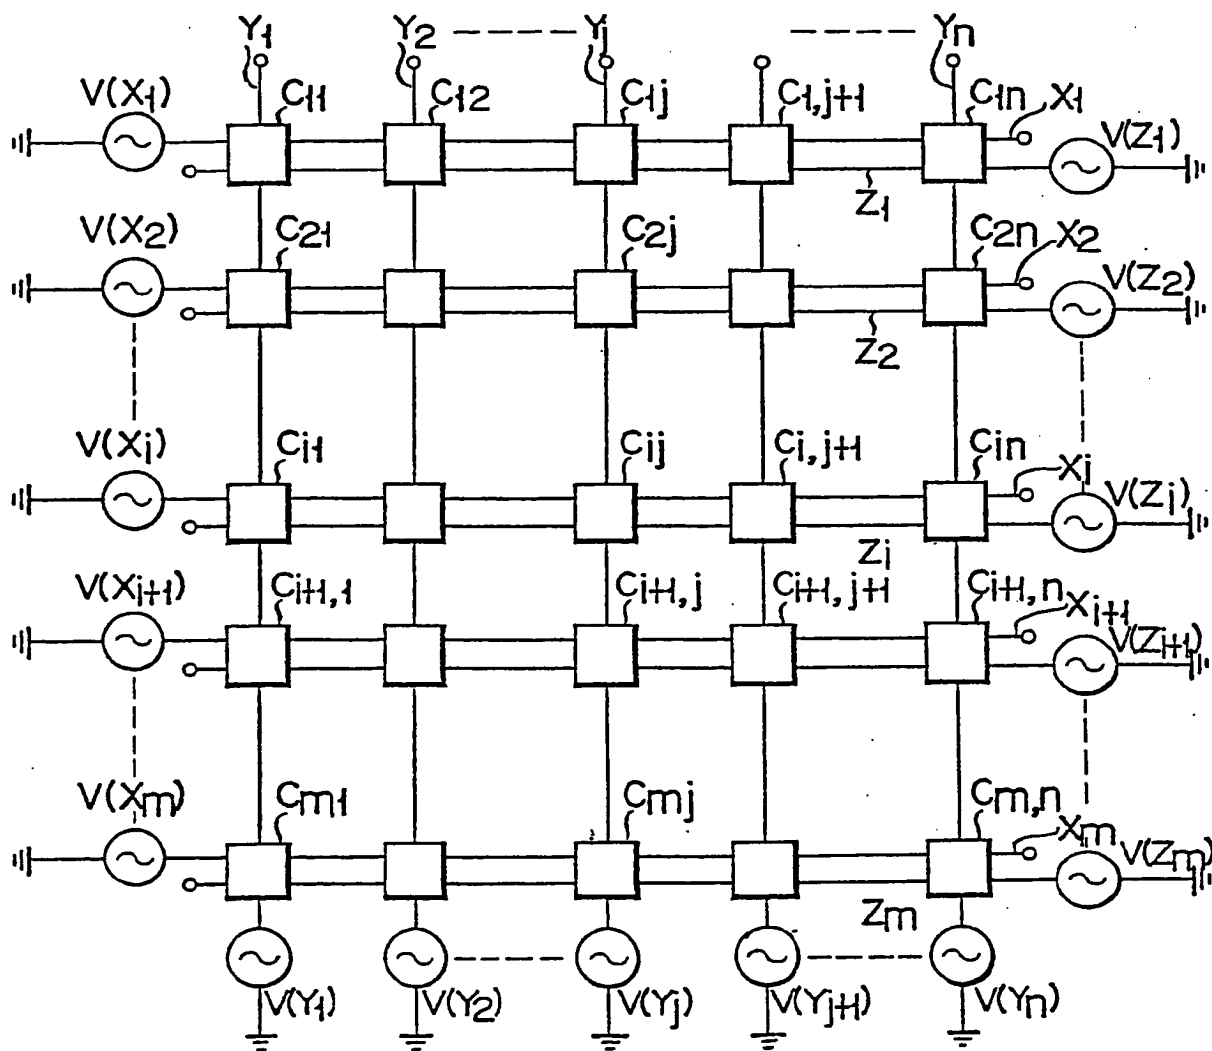 Y1 Y2 Yj Yn
V(X1) C11 C12 C1j C1,j+1 C1n X1 V(Z1)
Z1
V(X2) C21 C2j C2n X2 V(Z2)
Z2
V(Xi) Ci1 Cij Ci,j+1 Cin Xi V(Zi)
Zi
V(Xi+1) Ci+1,1 Ci+1,j Ci+1,j+1 Ci+1,n Xi+1 V(Zi+1)
V(Xm) Cm1 Cmj Cm,n Xm V(Zm)
Zm
V(Y1) V(Y2) V(Yj) V(Yj+1) V(Yn)